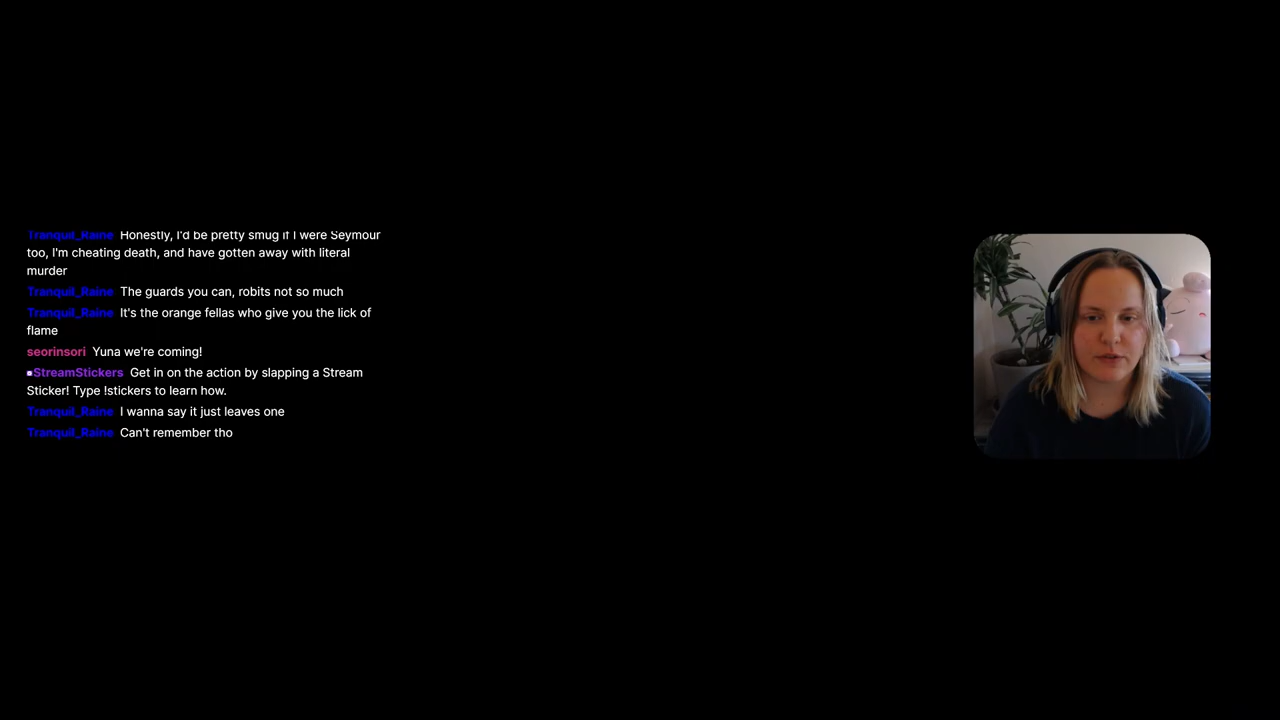 Tranquil_Raine Honestly, I'd be pretty smug if I were Seymour
too, I'm cheating death, and have gotten away with literal
murder
Tranquil_Raine The guards you can, robits not so much
Tranquil_Raine It's the orange fellas who give you the lick of
flame
seorinsori Yuna we're coming!
StreamStickers Get in on the action by slapping a Stream
Sticker! Type !stickers to learn how.
Tranquil_Raine I wanna say it just leaves one
Tranquil_Raine Can't remember tho